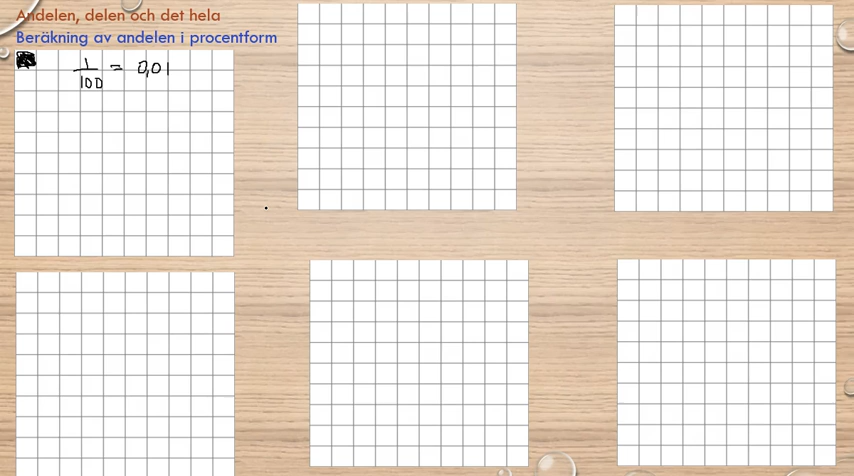 Andelen, delen och det hela
Beräkning av andelen i procentform
1/100 = 0,01